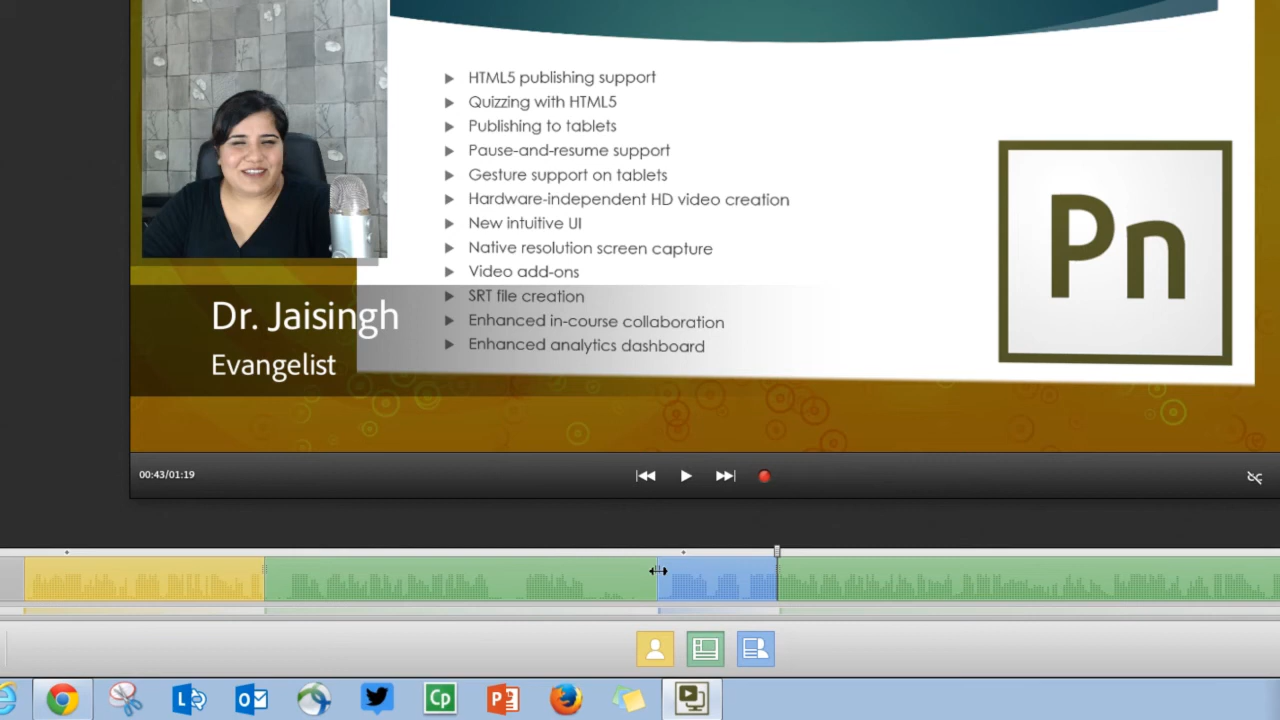 HTML5 publishing support
Quizzing with HTML5
Publishing to tablets
Pause-and-resume support
Gesture support on tablets
Hardware-independent HD video creation
New intuitive UI
Native resolution screen capture
Video add-ons
SRT file creation
Enhanced in-course collaboration
Enhanced analytics dashboard
Pn
Dr. Jaisingh
Evangelist
00:43/01:19
Cp